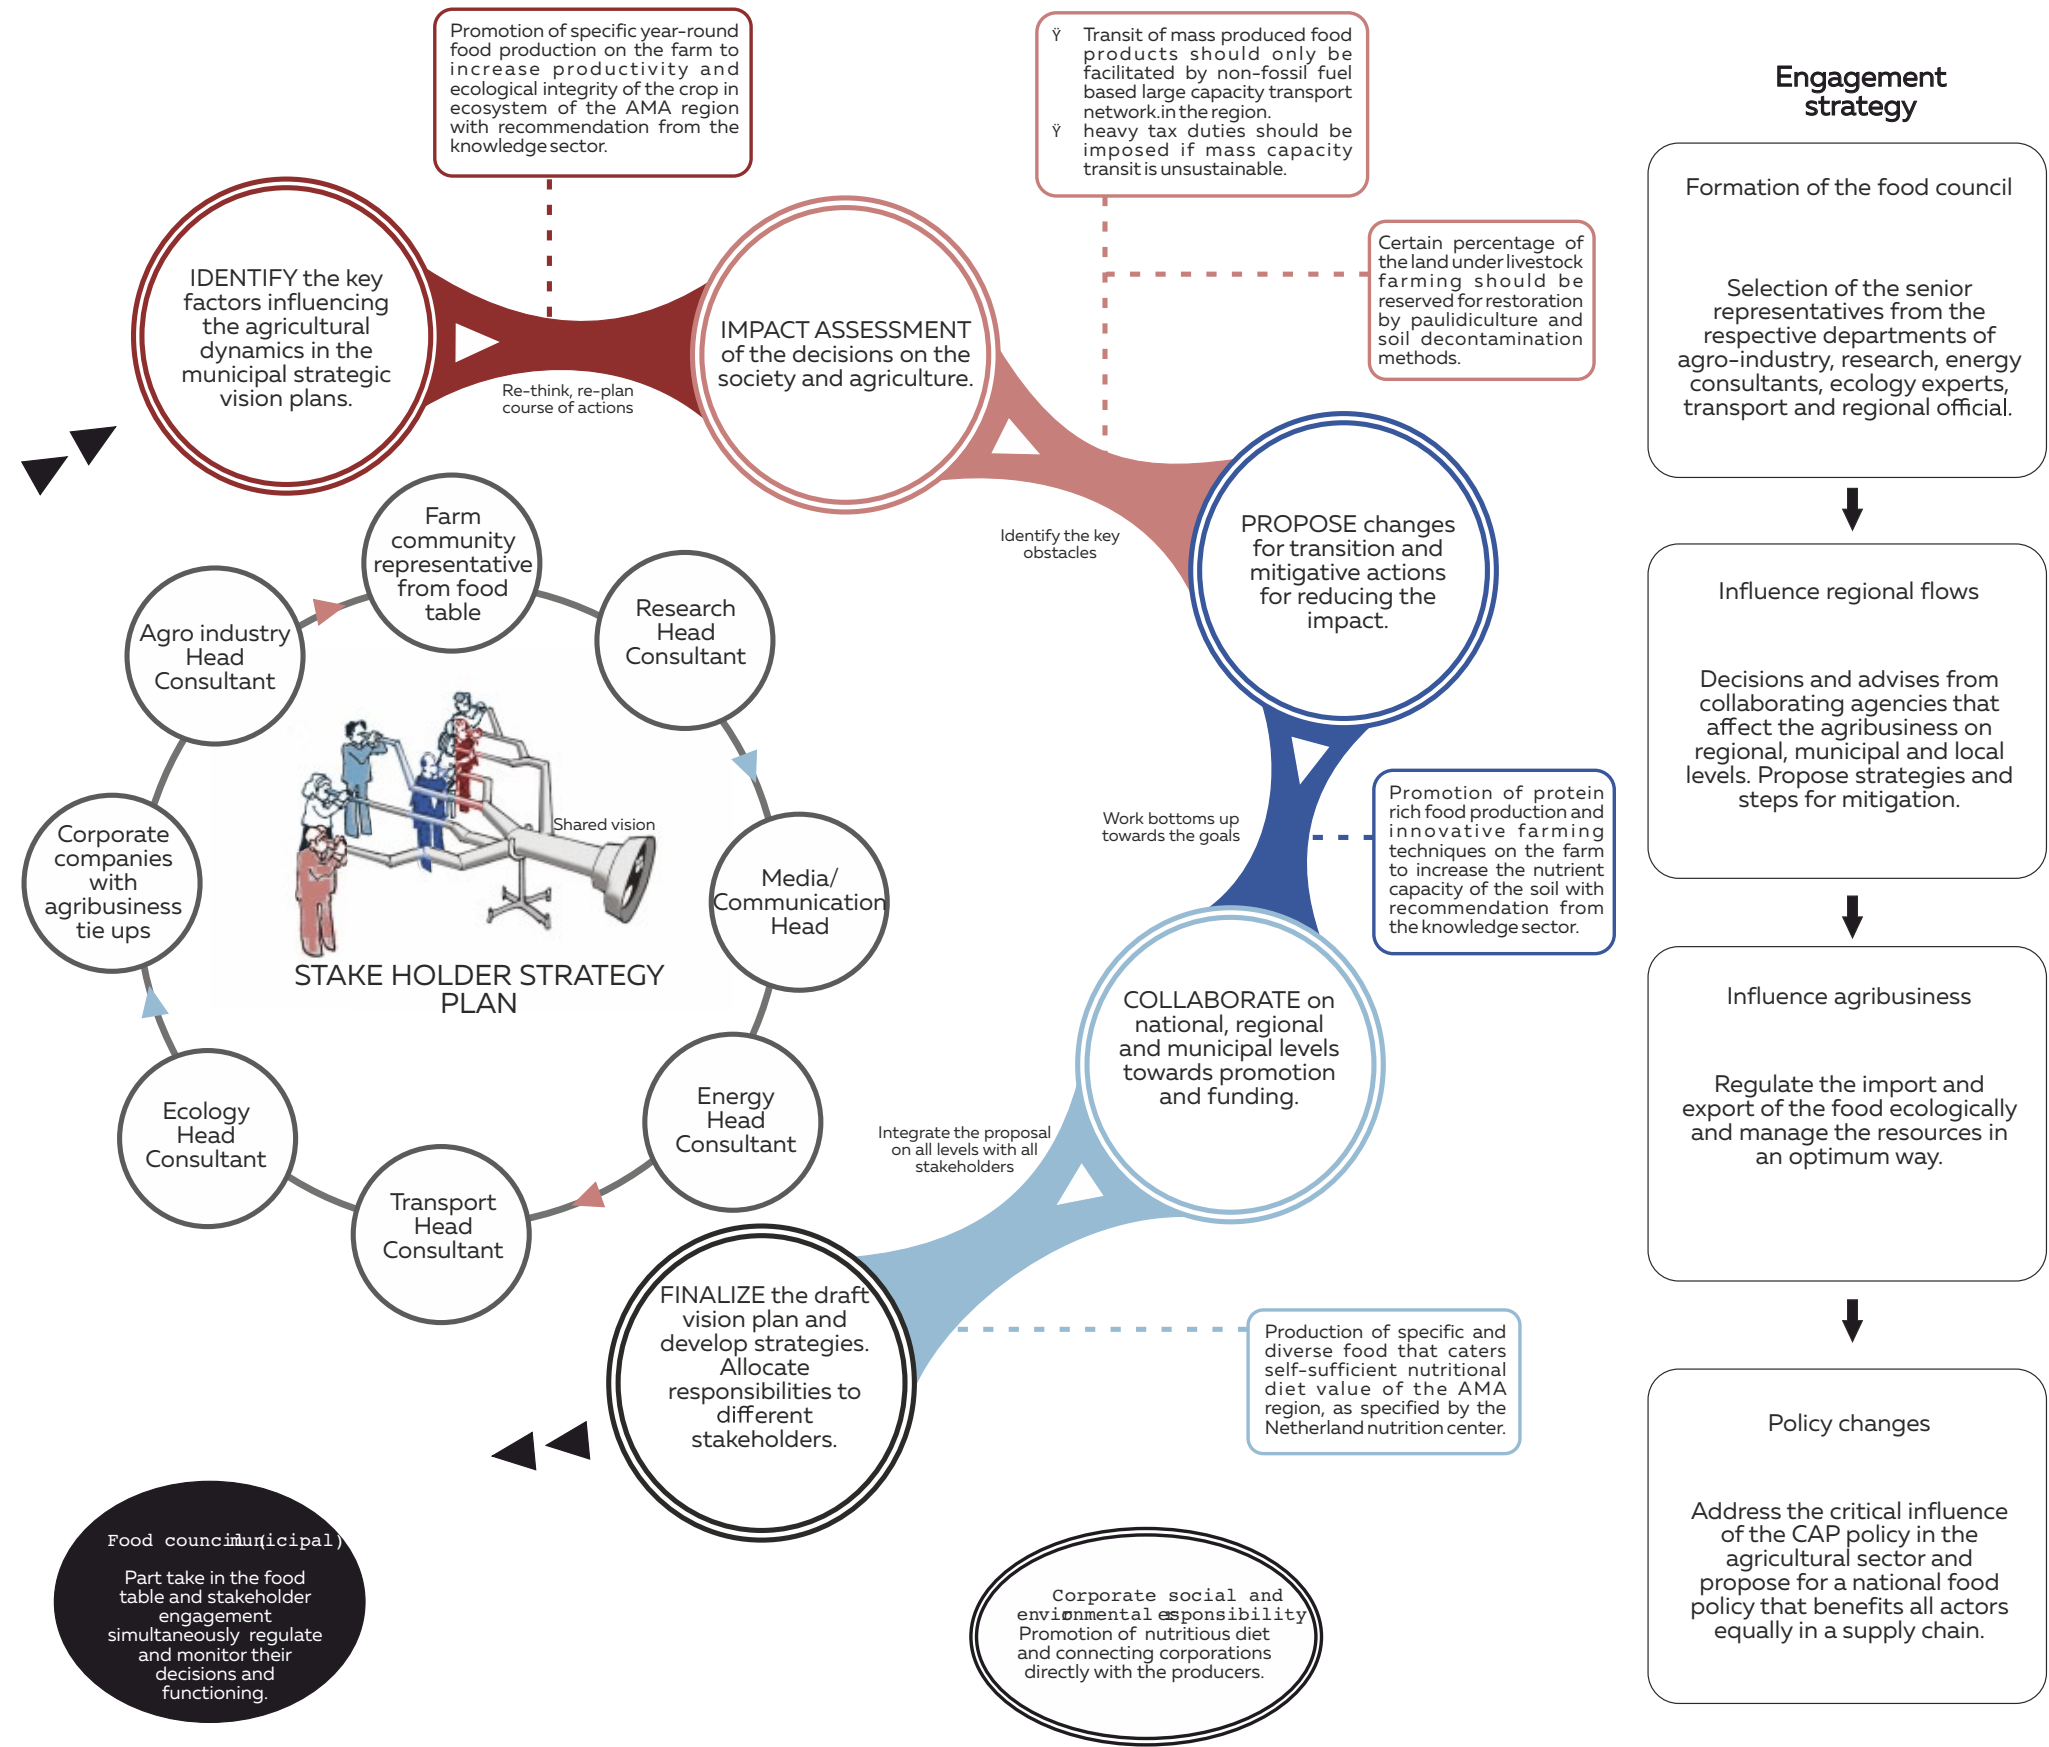 Promotion of specific year-round
food production on the farm to
increase productivity and
ecological integrity of the crop in
ecosystem of the AMA region
with recommendation from the
knowledge sector.
Ÿ Transit of mass produced food
products should only be
facilitated by non-fossil fuel
based large capacity transport
network.in the region.
Ÿ heavy tax duties should be
imposed if mass capacity
transit is unsustainable.
Certain percentage of
the land under livestock
farming should be
reserved for restoration
by paulidiculture and
soil decontamination
methods.
IDENTIFY the key
factors influencing
the agricultural
dynamics in the
municipal strategic
vision plans.
Re-think, re-plan
course of actions
IMPACT ASSESSMENT
of the decisions on the
society and agriculture.
Identify the key
obstacles
PROPOSE changes
for transition and
mitigative actions
for reducing the
impact.
Work bottoms up
towards the goals
Promotion of protein
rich food production and
innovative farming
techniques on the farm
to increase the nutrient
capacity of the soil with
recommendation from
the knowledge sector.
COLLABORATE on
national, regional
and municipal levels
towards promotion
and funding.
Integrate the proposal
on all levels with all
stakeholders
FINALIZE the draft
vision plan and
develop strategies.
Allocate
responsibilities to
different
stakeholders.
Production of specific and
diverse food that caters
self-sufficient nutritional
diet value of the AMA
region, as specified by the
Netherland nutrition center.
Farm
community
representative
from food
table
Research
Head
Consultant
Media/
Communication
Head
Energy
Head
Consultant
Transport
Head
Consultant
Ecology
Head
Consultant
Corporate
companies
with
agribusiness
tie ups
Agro industry
Head
Consultant
Shared vision
STAKE HOLDER STRATEGY
PLAN
Food council (municipal)
Part take in the food
table and stakeholder
engagement
simultaneously regulate
and monitor their
decisions and
functioning.
Corporate social and
environmental responsibility
Promotion of nutritious diet
and connecting corporations
directly with the producers.
Engagement
strategy
Formation of the food council
Selection of the senior
representatives from the
respective departments of
agro-industry, research, energy
consultants, ecology experts,
transport and regional official.
Influence regional flows
Decisions and advises from
collaborating agencies that
affect the agribusiness on
regional, municipal and local
levels. Propose strategies and
steps for mitigation.
Influence agribusiness
Regulate the import and
export of the food ecologically
and manage the resources in
an optimum way.
Policy changes
Address the critical influence
of the CAP policy in the
agricultural sector and
propose for a national food
policy that benefits all actors
equally in a supply chain.